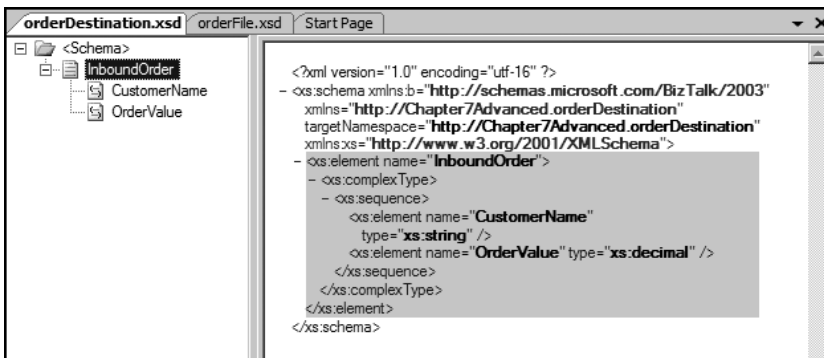 orderDestination.xsd orderFile.xsd Start Page
<Schema>
InboundOrder
CustomerName
OrderValue
<?xml version="1.0" encoding="utf-16" ?>
- <xs:schema xmlns:b="http://schemas.microsoft.com/BizTalk/2003"
xmlns="http://Chapter7Advanced.orderDestination"
targetNamespace="http://Chapter7Advanced.orderDestination"
xmlns:xs="http://www.w3.org/2001/XMLSchema">
- <xs:element name="InboundOrder">
- <xs:complexType>
- <xs:sequence>
<xs:element name="CustomerName"
type="xs:string" />
<xs:element name="OrderValue" type="xs:decimal" />
</xs:sequence>
</xs:complexType>
</xs:element>
</xs:schema>